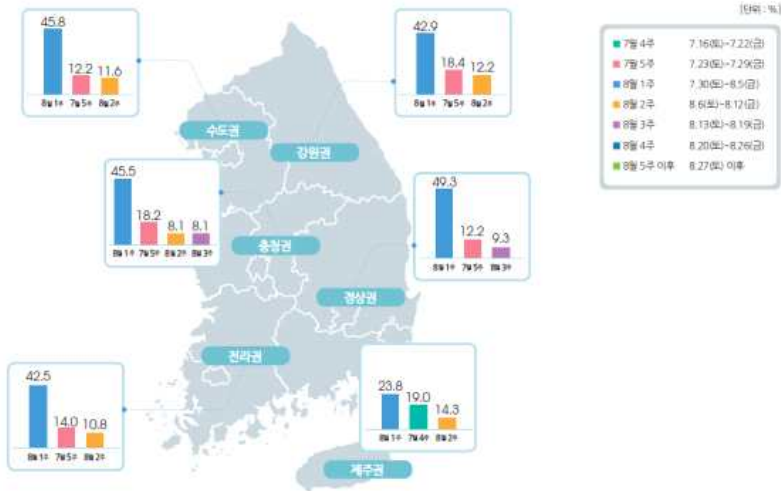 [단위 : %]
45.8
12.2
11.6
8월 1주 7월 5주 8월 2주
42.9
18.4
12.2
8월 1주 7월 5주 8월 2주
7월 4주 7.16(토)~7.22(금)
7월 5주 7.23(토)~7.29(금)
8월 1주 7.30(토)~8.5(금)
8월 2주 8.6(토)~8.12(금)
8월 3주 8.13(토)~8.19(금)
8월 4주 8.20(토)~8.26(금)
8월 5주 이후 8.27(토) 이후
수도권
강원권
45.5
18.2
8.1
8.1
8월 1주 7월 5주 8월 2주 8월 3주
49.3
12.2
9.3
8월 1주 7월 5주 8월 3주
충청권
경상권
전라권
42.5
14.0
10.8
8월 1주 7월 5주 8월 2주
23.8
19.0
14.3
8월 1주 7월 4주 8월 2주
제주권